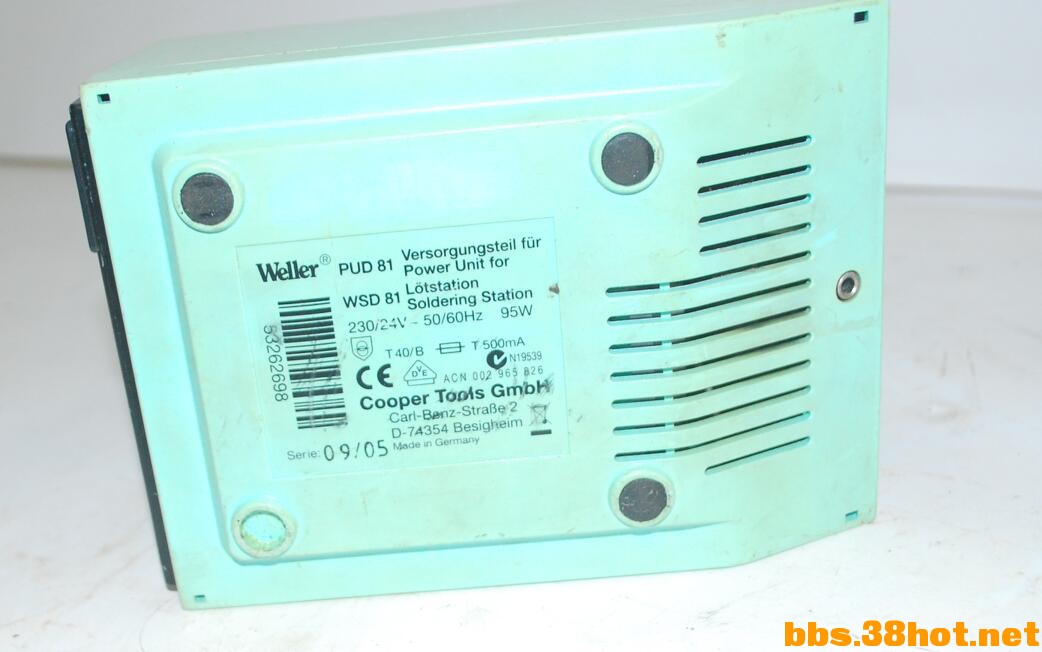 Weller® PUD 81 Versorgungsteil für
Power Unit for
WSD 81 Lötstation
Soldering Station
230/24V ~ 50/60Hz 95W
T40/B T 500mA
N19539
CE DVE ACN 002 965 826
Cooper Tools GmbH
Carl-Benz-Straße 2
D-74354 Besigheim
Made in Germany
Serie: 09/05
53262698
bbs.38hot.net